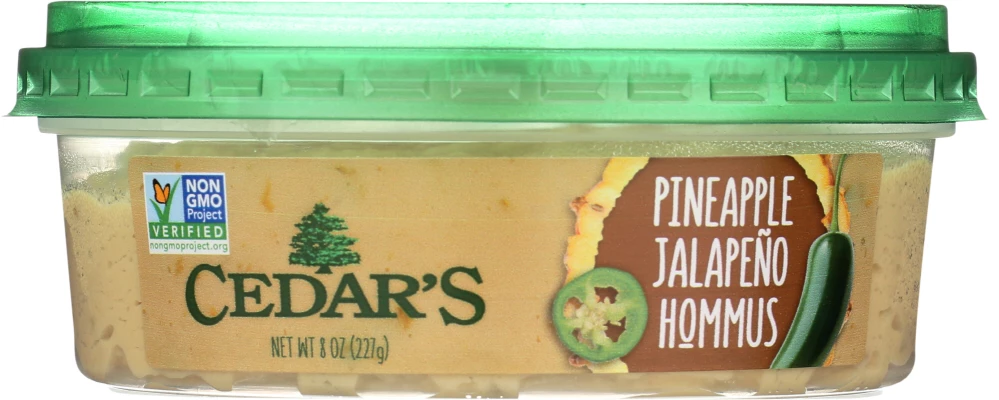 NON
GMO
Project
VERIFIED
nongmoproject.org
CEDAR'S
NET WT 8 OZ (227g)
PINEAPPLE
JALAPEÑO
HOMMUS